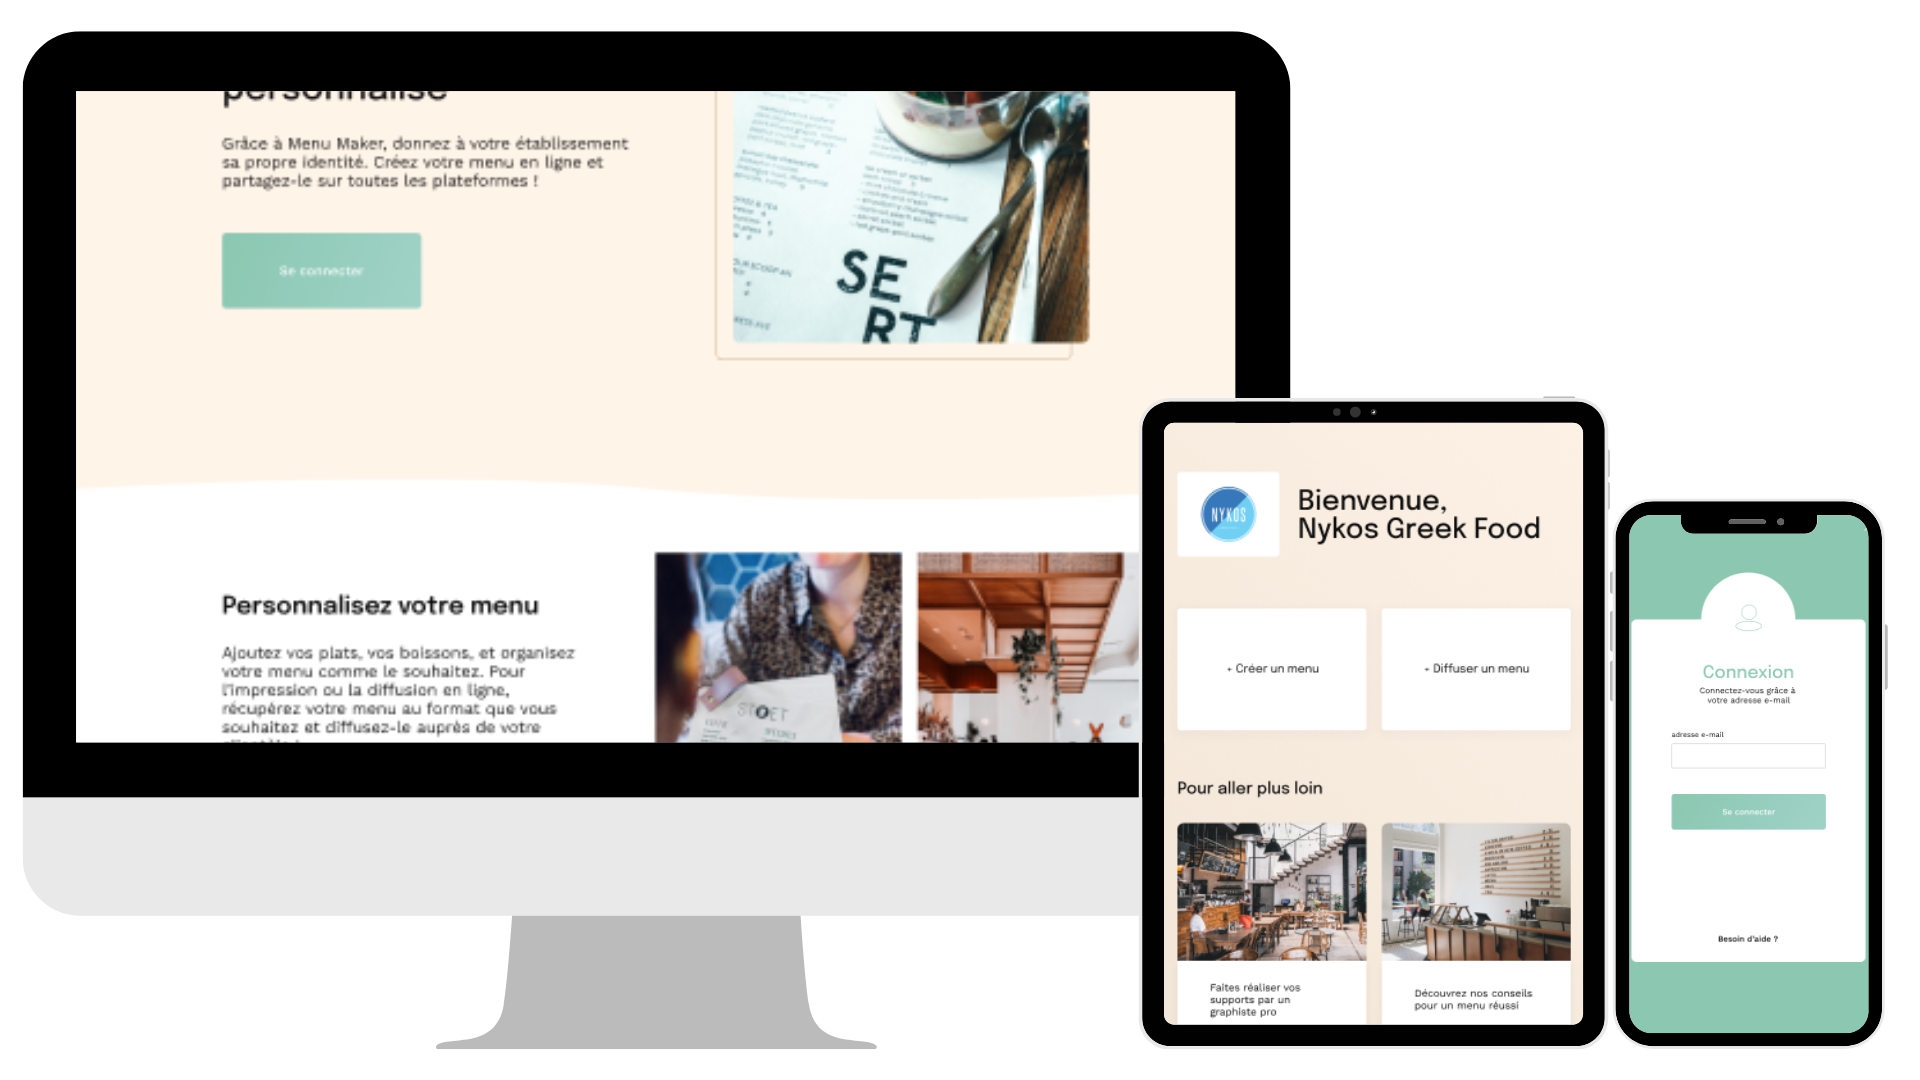 personnalisé
Grâce à Menu Maker, donnez à votre établissement
sa propre identité. Créez votre menu en ligne et
partagez-le sur toutes les plateformes !
Se connecter
SE
RT
Personnalisez votre menu
Ajoutez vos plats, vos boissons, et organisez
votre menu comme le souhaitez. Pour
l'impression ou la diffusion en ligne,
récupérez votre menu au format que vous
souhaitez et diffusez-le auprès de votre
STOET
NYKOS
Bienvenue,
Nykos Greek Food
+ Créer un menu
+ Diffuser un menu
Pour aller plus loin
Faites réaliser vos
supports par un
graphiste pro
Découvrez nos conseils
pour un menu réussi
Connexion
Connectez-vous grâce à
votre adresse e-mail
adresse e-mail
Se connecter
Besoin d'aide ?